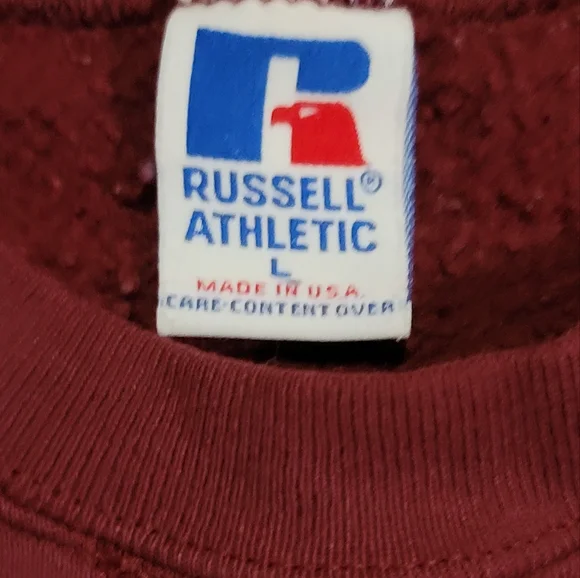 RUSSELL®
ATHLETIC
L
MADE IN U.S.A.
CARE·CONTENT OVER